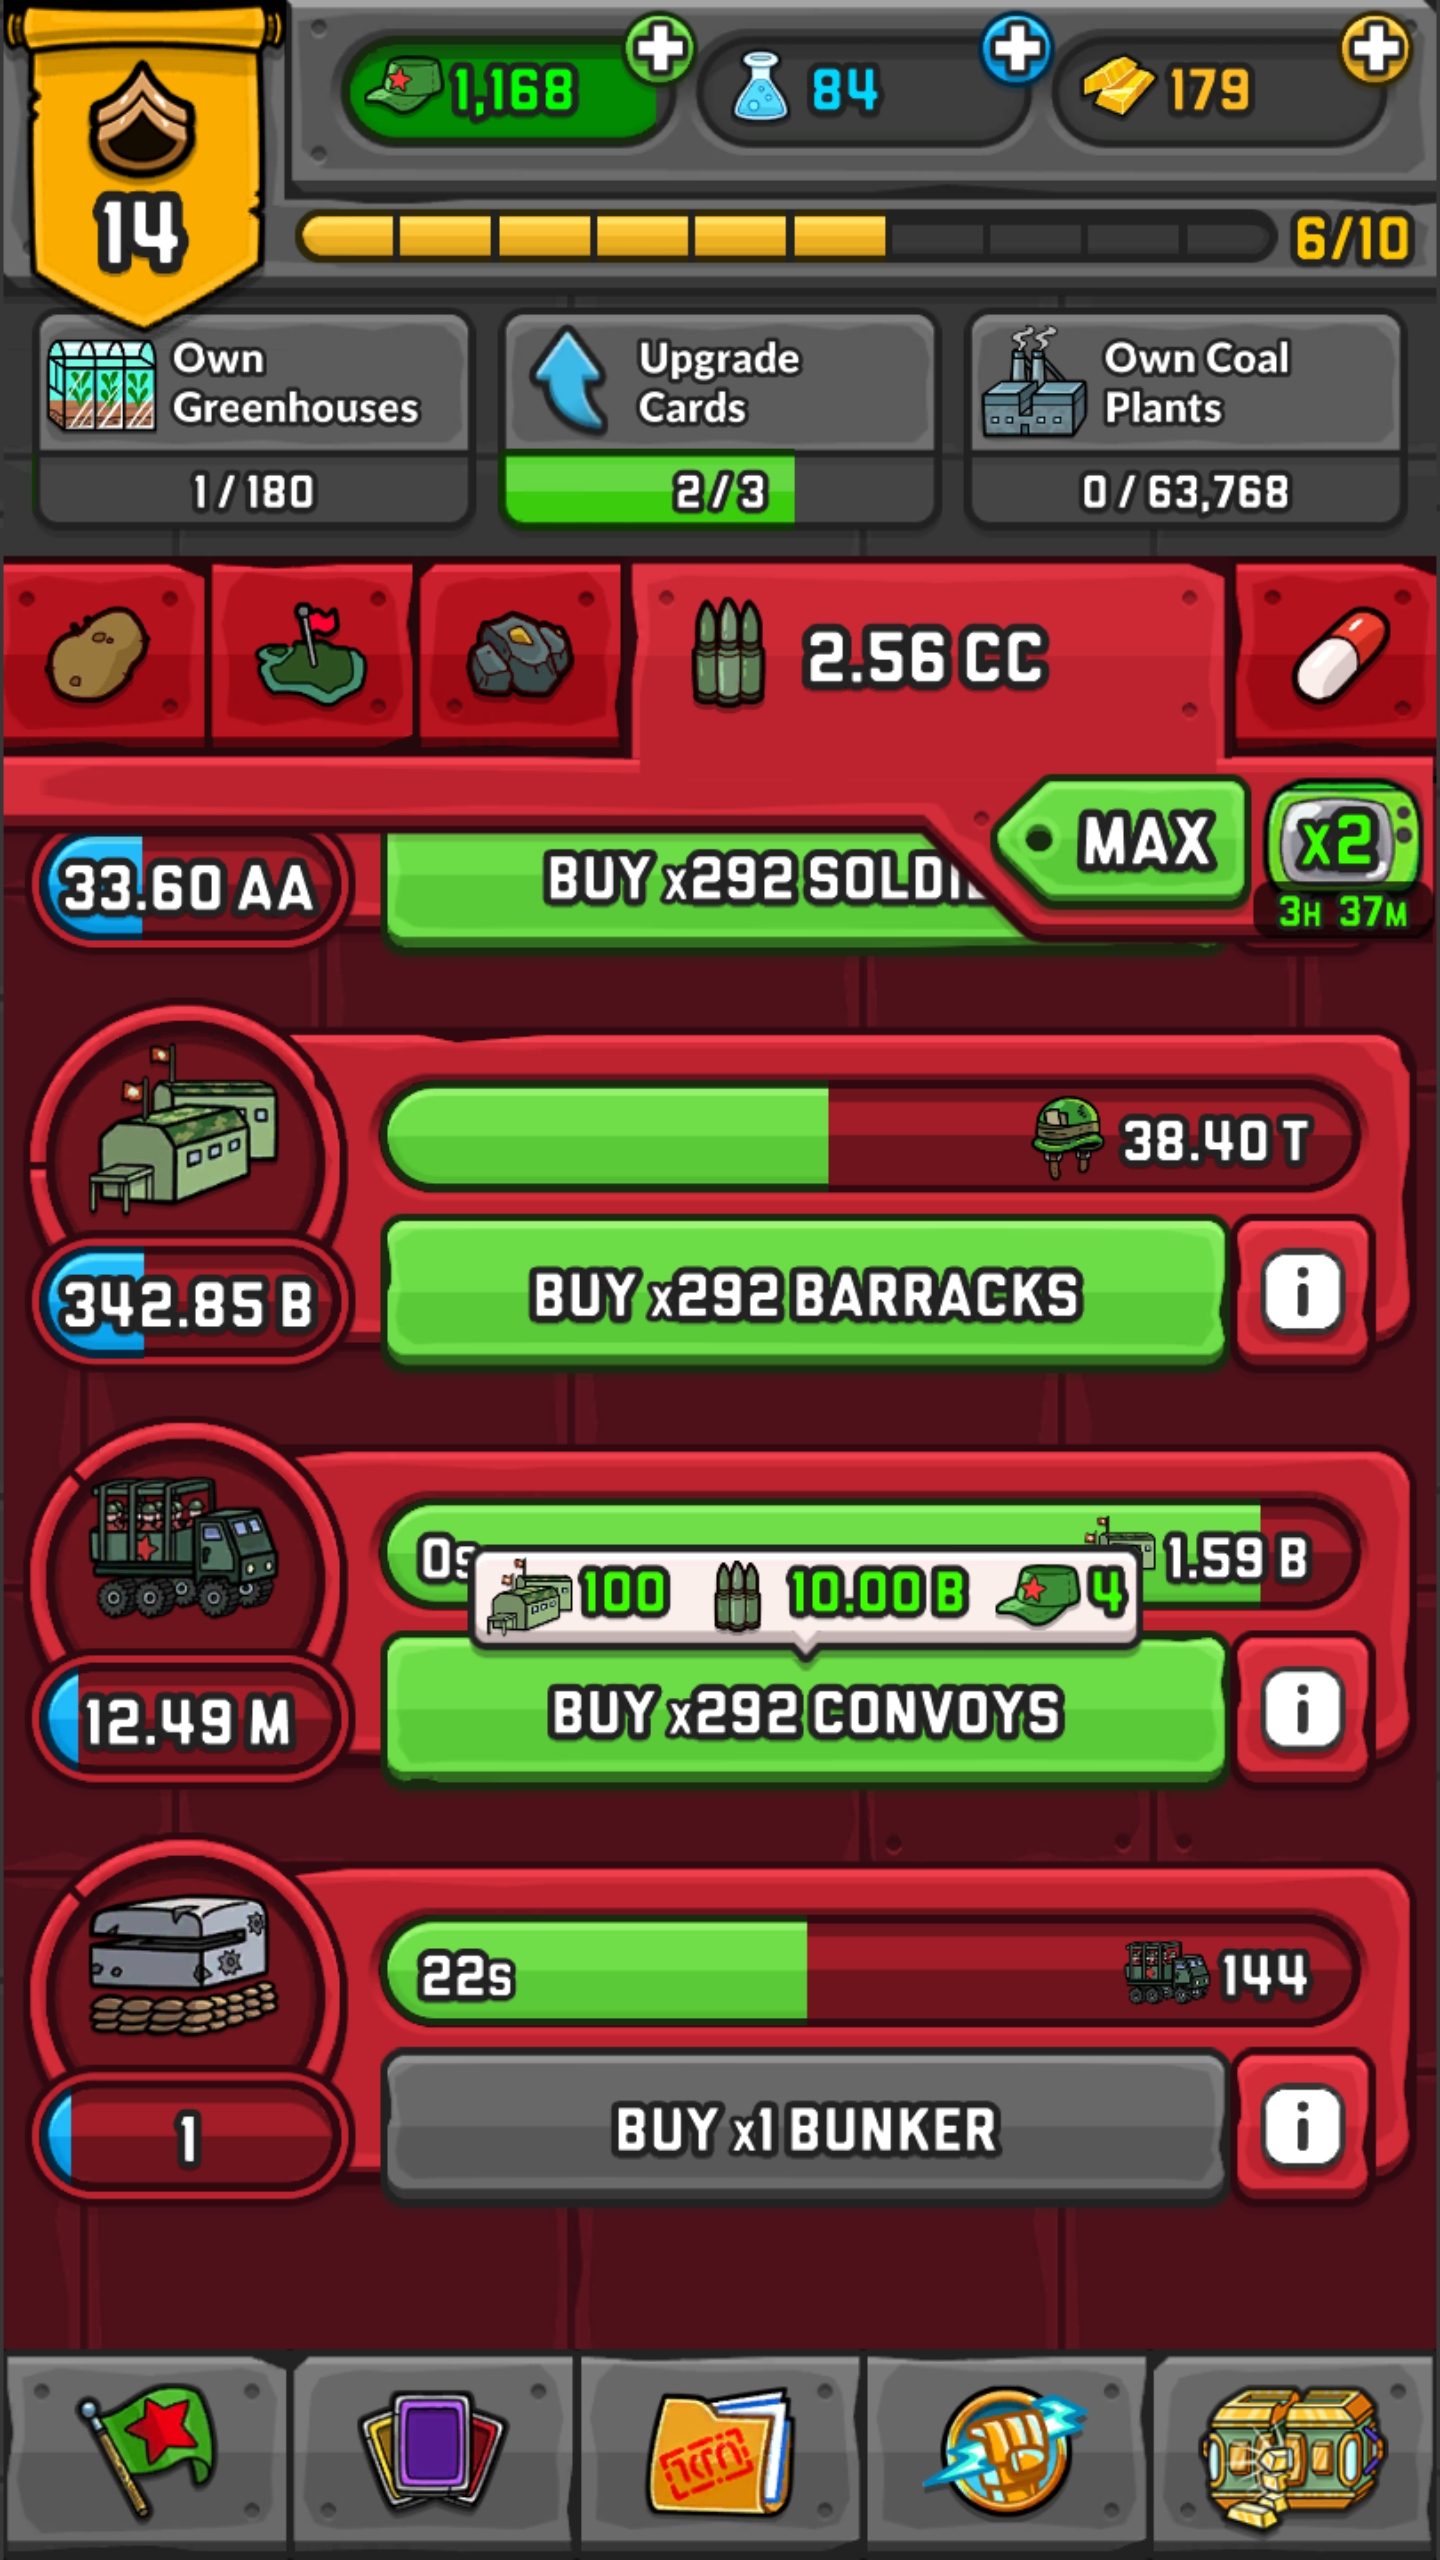 1,168
84
179
14
6/10
Own
Greenhouses
1/180
Upgrade
Cards
2/3
Own Coal
Plants
0/63,768
2.56 CC
MAX
x2
3H 37M
33.60 AA
BUY x292
38.40 T
342.85 B
BUY x292 BARRACKS
i
0s
1.59 B
100
10.00 B
4
12.49 M
BUY x292 CONVOYS
i
22s
144
1
BUY x1 BUNKER
i